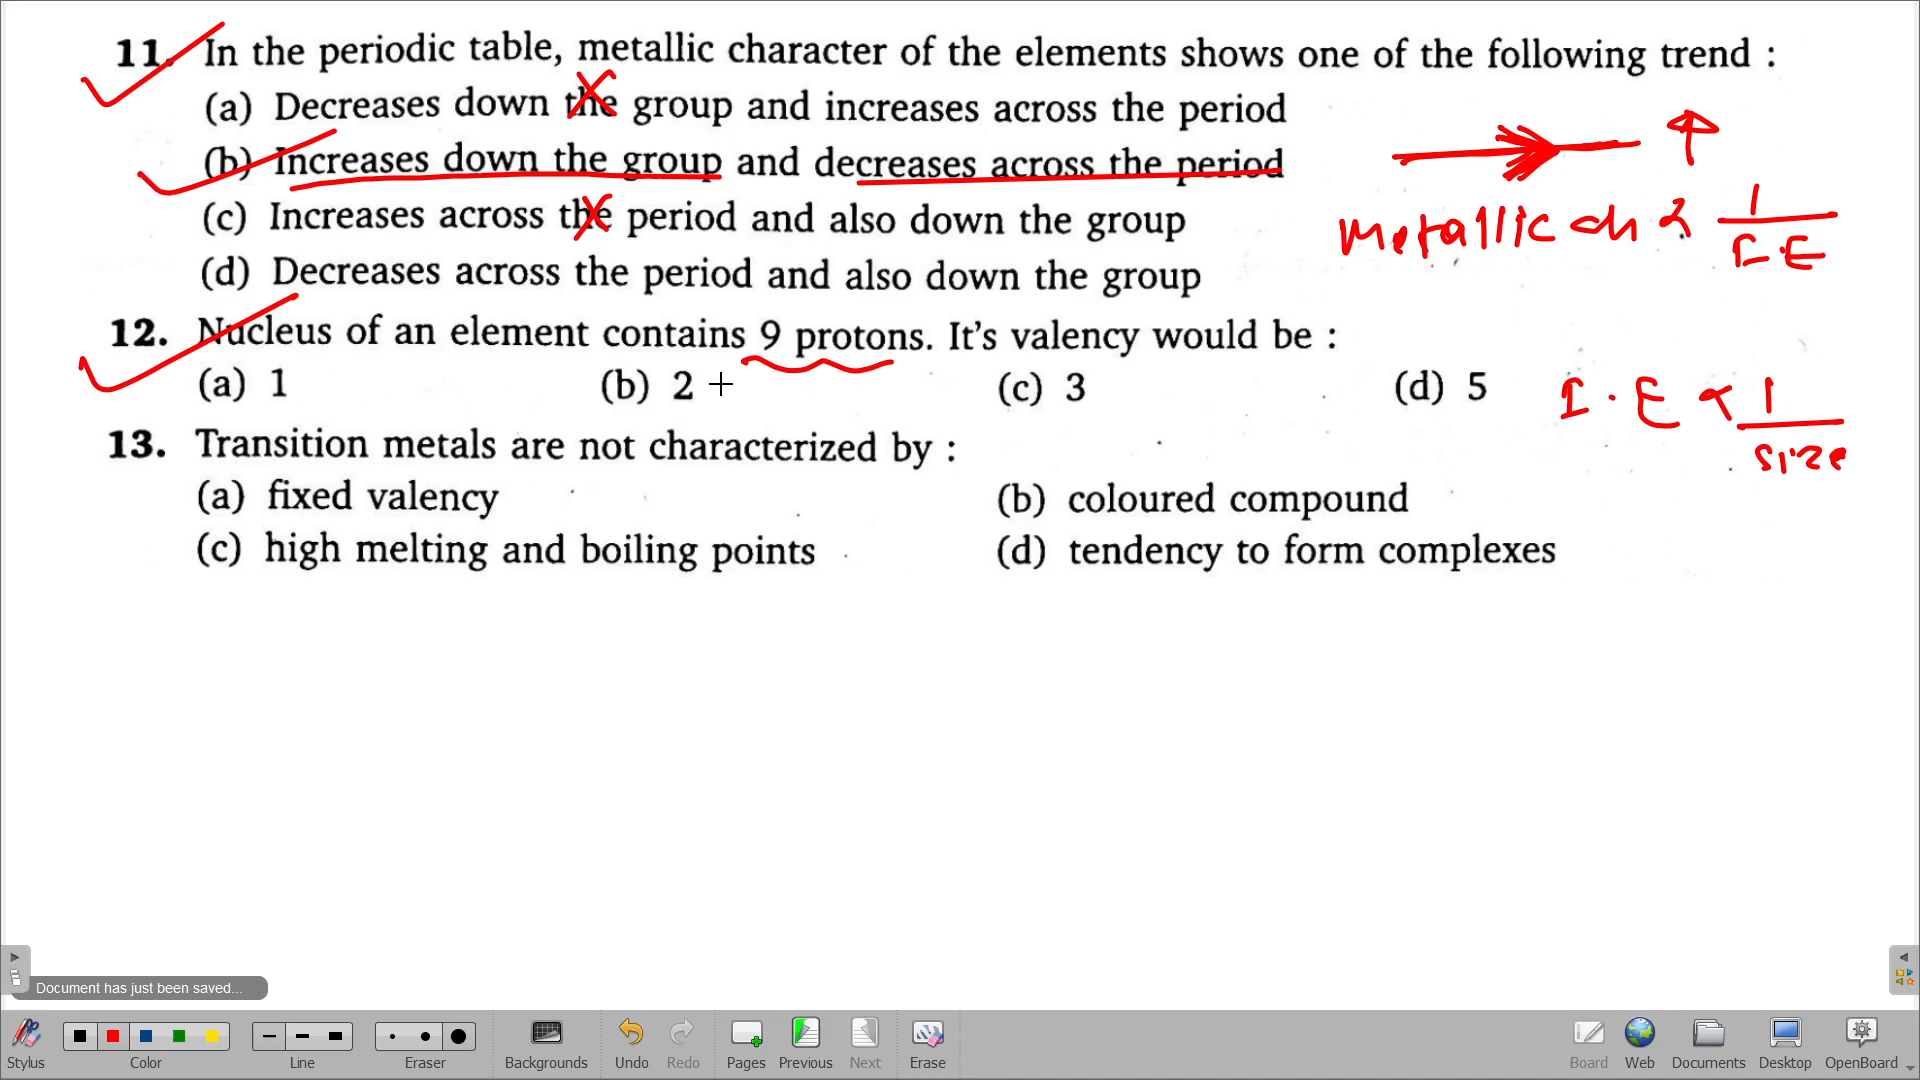 11. In the periodic table, metallic character of the elements shows one of the following trend :
(a) Decreases down the group and increases across the period
(b) Increases down the group and decreases across the period
(c) Increases across the period and also down the group
(d) Decreases across the period and also down the group
Metallic ch ∝ 1/I.E
12. Nucleus of an element contains 9 protons. It's valency would be :
(a) 1 (b) 2 (c) 3 (d) 5
I.E ∝ 1/size
13. Transition metals are not characterized by :
(a) fixed valency (b) coloured compound
(c) high melting and boiling points (d) tendency to form complexes
Document has just been saved...
Stylus Color Line Eraser Backgrounds Undo Redo Pages Previous Next Erase Board Web Documents Desktop OpenBoard